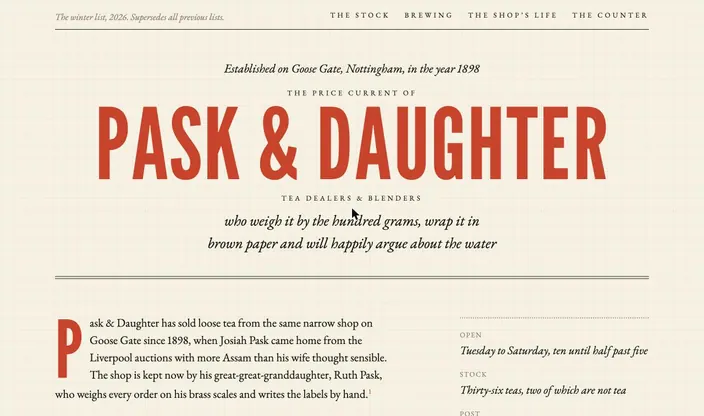 The winter list, 2026. Supersedes all previous lists.
THE STOCK BREWING THE SHOP'S LIFE THE COUNTER
Established on Goose Gate, Nottingham, in the year 1898
THE PRICE CURRENT OF
PASK & DAUGHTER
TEA DEALERS & BLENDERS
who weigh it by the hundred grams, wrap it in
brown paper and will happily argue about the water
Pask & Daughter has sold loose tea from the same narrow shop on
Goose Gate since 1898, when Josiah Pask came home from the
Liverpool auctions with more Assam than his wife thought sensible.
The shop is kept now by his great-great-granddaughter, Ruth Pask,
who weighs every order on his brass scales and writes the labels by hand.¹
OPEN
Tuesday to Saturday, ten until half past five
STOCK
Thirty-six teas, two of which are not tea
POST